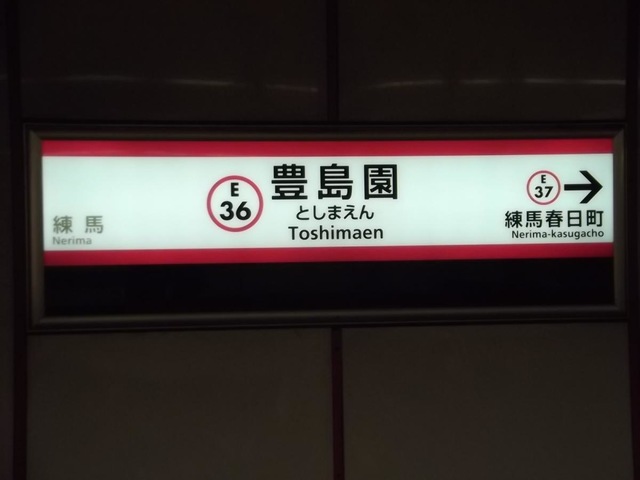 練馬
Nerima
E
36
豊島園
としまえん
Toshimaen
E
37
練馬春日町
Nerima-kasugacho